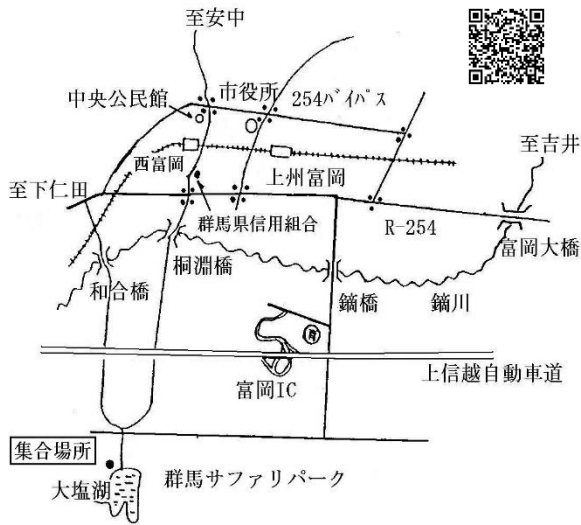 至安中
市役所
中央公民館
254ﾊﾞｲﾊﾟｽ
至吉井
西富岡
上州富岡
至下仁田
群馬県信用組合
R-254
富岡大橋
桐淵橋
和合橋
鏑橋
鏑川
富岡IC
上信越自動車道
集合場所
大塩湖
群馬サファリパーク